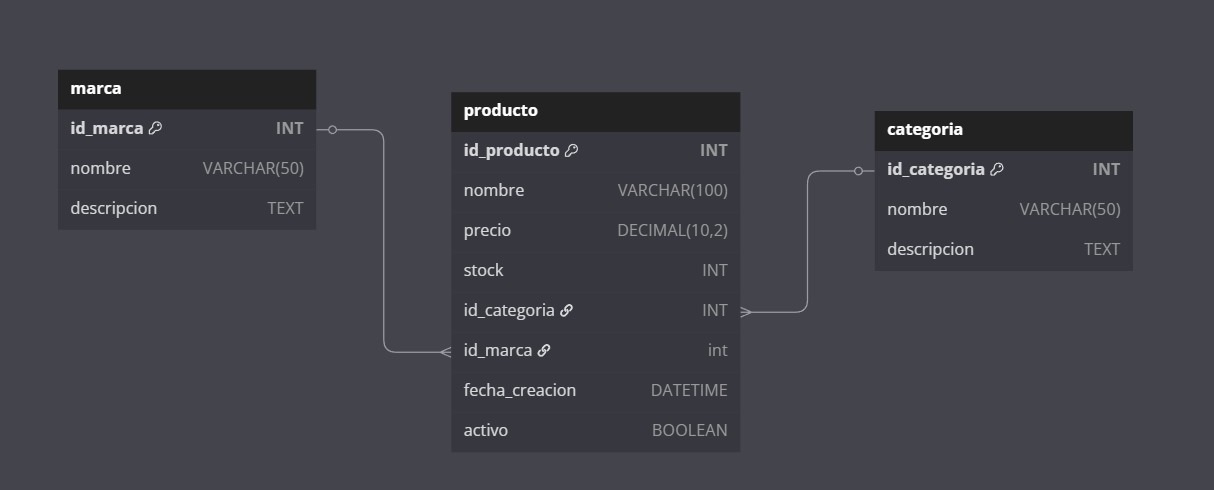 marca
id_marca INT
nombre VARCHAR(50)
descripcion TEXT
producto
id_producto INT
nombre VARCHAR(100)
precio DECIMAL(10,2)
stock INT
id_categoria INT
id_marca int
fecha_creacion DATETIME
activo BOOLEAN
categoria
id_categoria INT
nombre VARCHAR(50)
descripcion TEXT